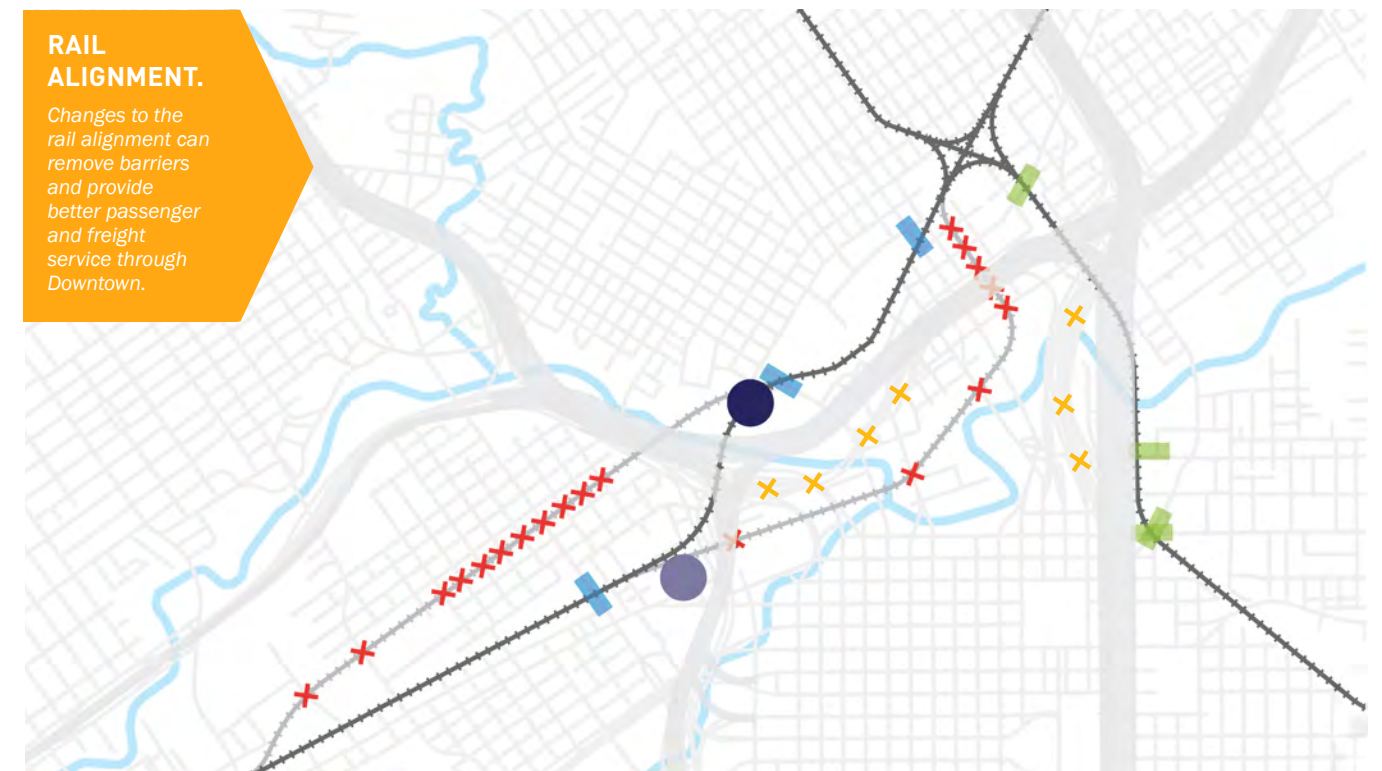 RAIL
ALIGNMENT.
Changes to the
rail alignment can
remove barriers
and provide
better passenger
and freight
service through
Downtown.